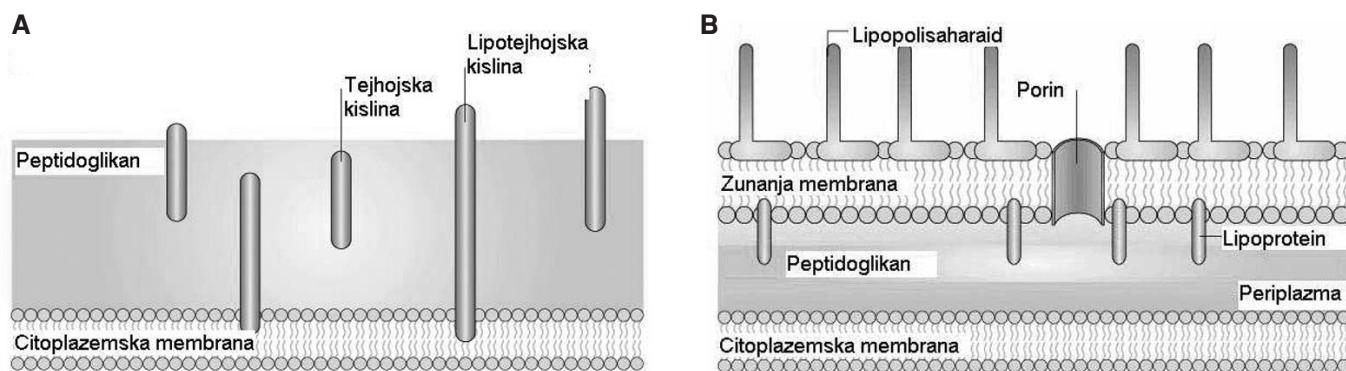 A
Lipotejhojska
kislina
Tejhojska
kislina
Peptidoglikan
Citoplazemska membrana
B
Lipopolisaharaid
Porin
Zunanja membrana
Lipoprotein
Peptidoglikan
Periplazma
Citoplazemska membrana